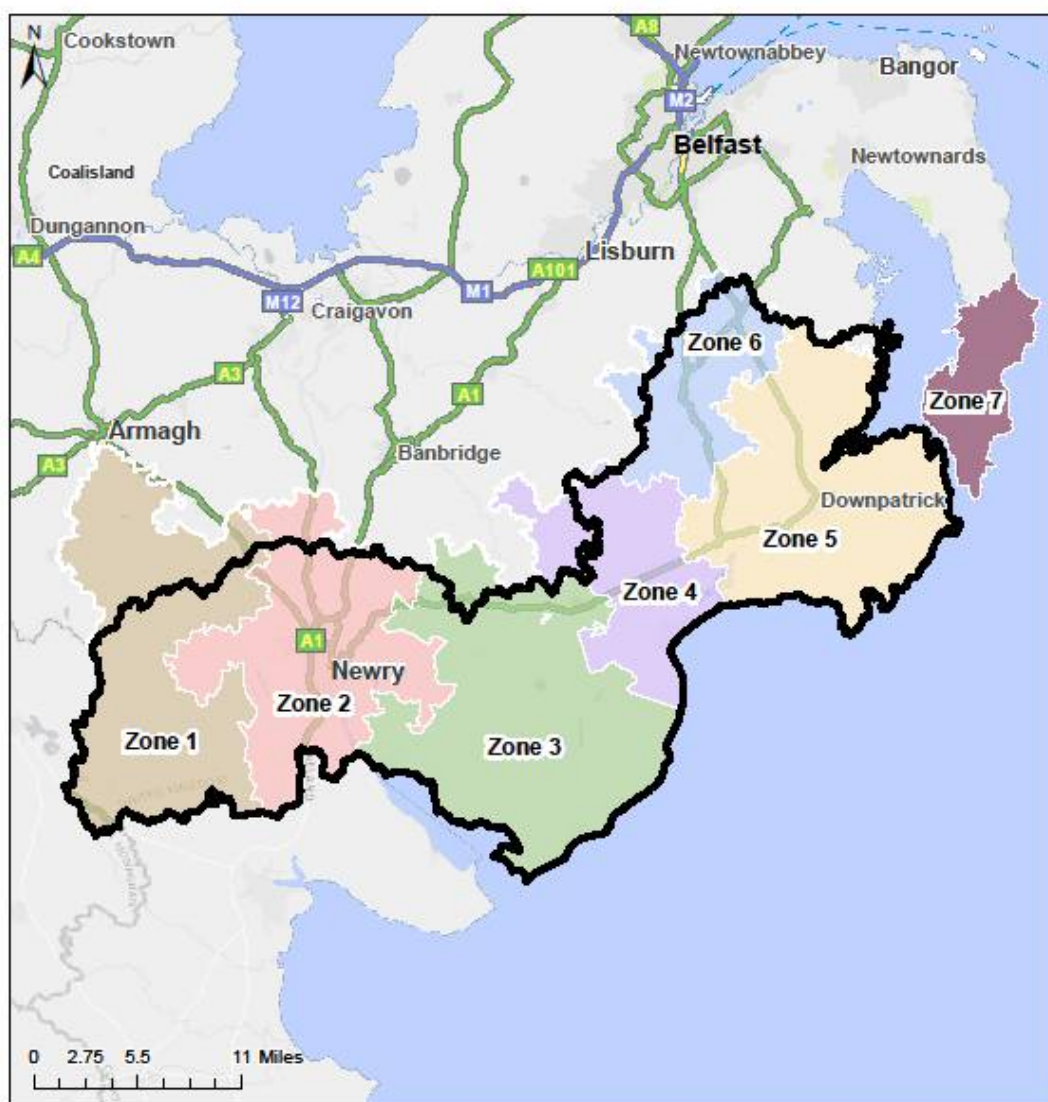 N
Cookstown
A8
Newtownabbey
Bangor
M2
Belfast
Newtownards
Coalisland
Dungannon
A4
Lisburn
A101
M1
M12
Craigavon
Zone 6
A3
A1
Zone 7
Armagh
Banbridge
A3
Downpatrick
Zone 5
Zone 4
A1
Newry
Zone 2
Zone 1
Zone 3
0 2.75 5.5 11 Miles